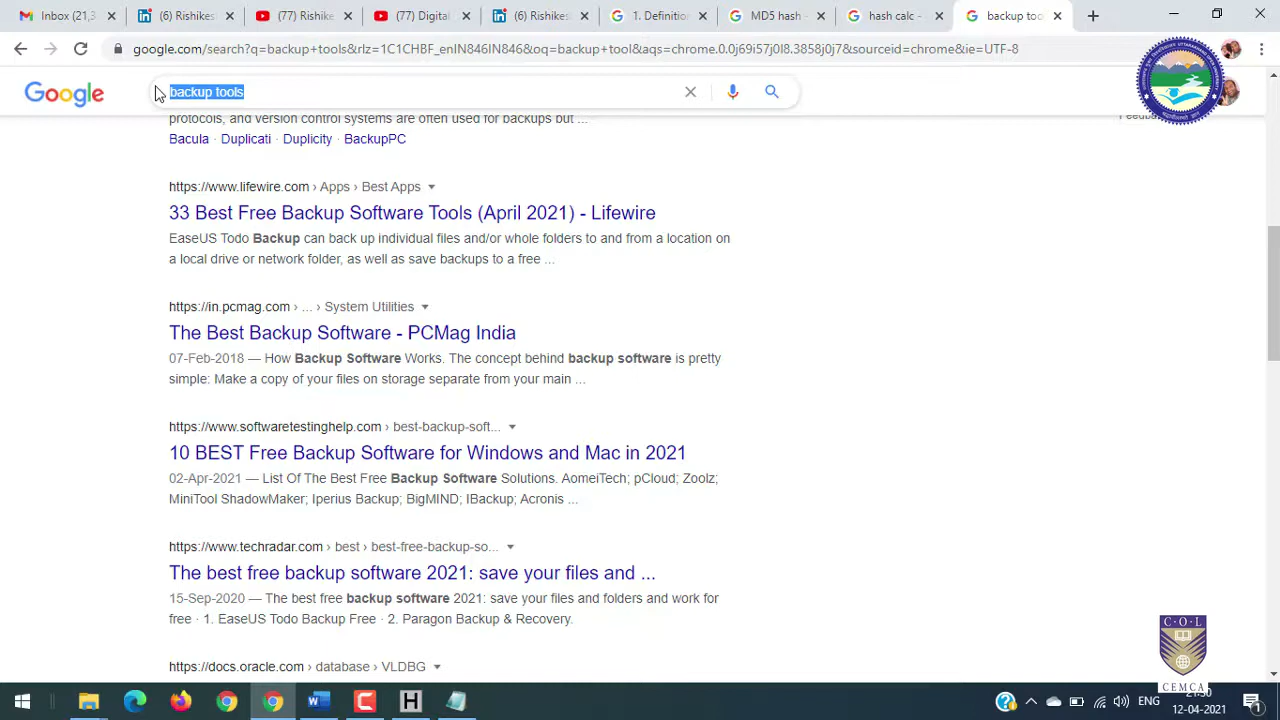 Inbox (21,3
(6) Rishikes
(77) Rishike
(77) Digital
(6) Rishikes
1. Definition
MD5 hash -
hash calc -
backup too
google.com/search?q=backup+tools&rlz=1C1CHBF_enIN846IN846&oq=backup+tool&aqs=chrome.0.0j69i57j0l8.3858j0j7&sourceid=chrome&ie=UTF-8
Google
backup tools
protocols, and version control systems are often used for backups but ...
Bacula · Duplicati · Duplicity · BackupPC
https://www.lifewire.com › Apps › Best Apps
33 Best Free Backup Software Tools (April 2021) - Lifewire
EaseUS Todo Backup can back up individual files and/or whole folders to and from a location on
a local drive or network folder, as well as save backups to a free ...
https://in.pcmag.com › ... › System Utilities
The Best Backup Software - PCMag India
07-Feb-2018 — How Backup Software Works. The concept behind backup software is pretty
simple: Make a copy of your files on storage separate from your main ...
https://www.softwaretestinghelp.com › best-backup-soft...
10 BEST Free Backup Software for Windows and Mac in 2021
02-Apr-2021 — List Of The Best Free Backup Software Solutions. AomeiTech; pCloud; Zoolz;
MiniTool ShadowMaker; Iperius Backup; BigMIND; IBackup; Acronis ...
https://www.techradar.com › best › best-free-backup-so...
The best free backup software 2021: save your files and ...
15-Sep-2020 — The best free backup software 2021: save your files and folders and work for
free · 1. EaseUS Todo Backup Free · 2. Paragon Backup & Recovery.
https://docs.oracle.com › database › VLDBG
C·O·L
CEMCA
ENG
12-04-2021
1